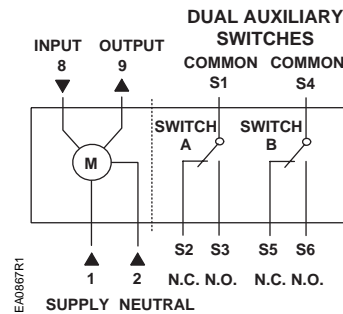 DUAL AUXILIARY
SWITCHES
INPUT OUTPUT
8 9
COMMON COMMON
S1 S4
SWITCH
A
SWITCH
B
M
S2 S3 S5 S6
1 2
N.C. N.O. N.C. N.O.
SUPPLY NEUTRAL
EA0867R1